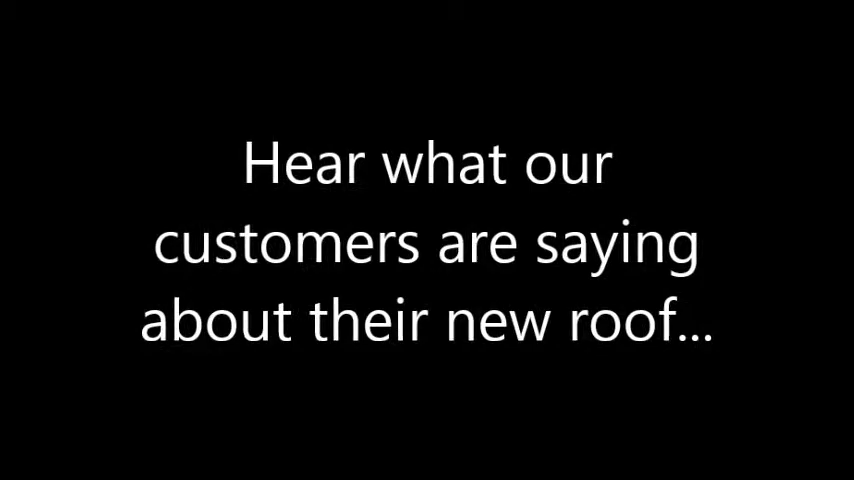 Hear what our
customers are saying
about their new roof...